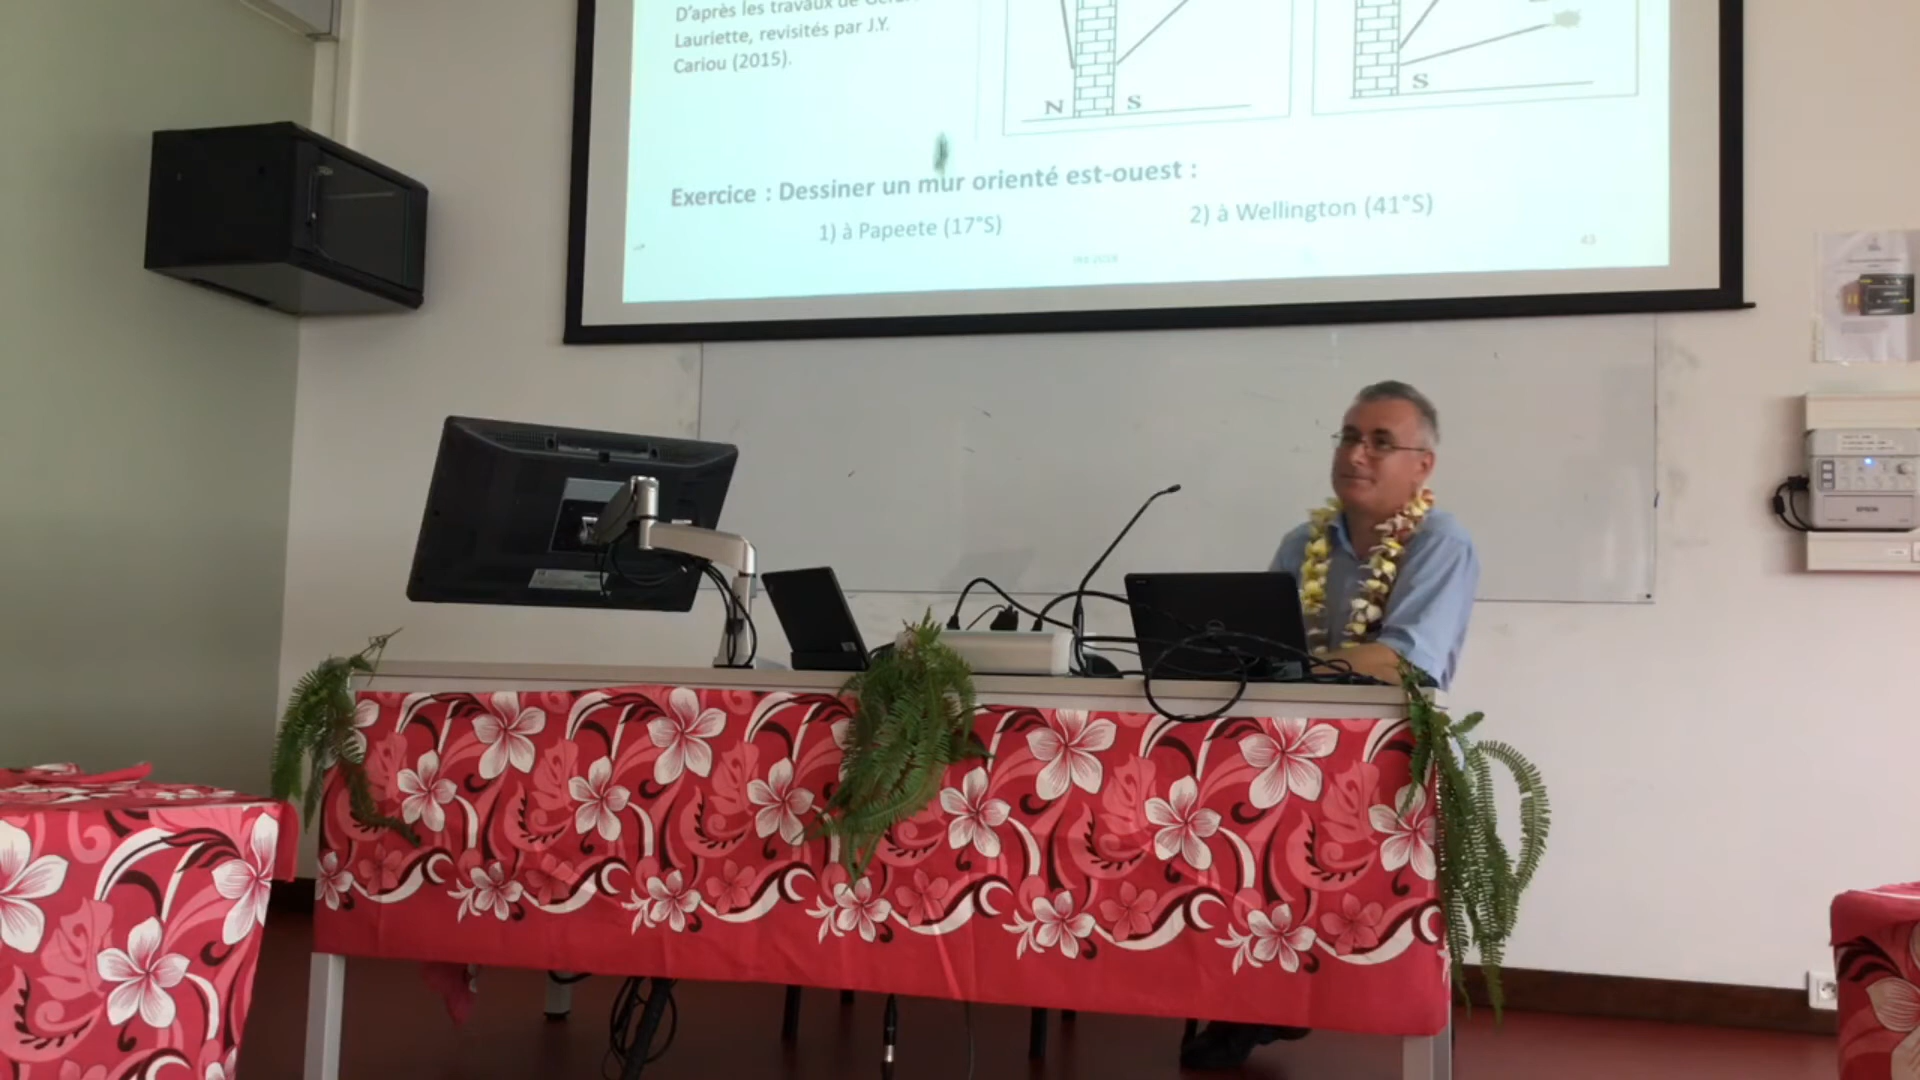 D'après les travaux de
Lauriette, revisités par J.Y.
Cariou (2015).
N
S
S
Exercice : Dessiner un mur orienté est-ouest :
1) à Papeete (17°S)
2) à Wellington (41°S)
43
EPSON